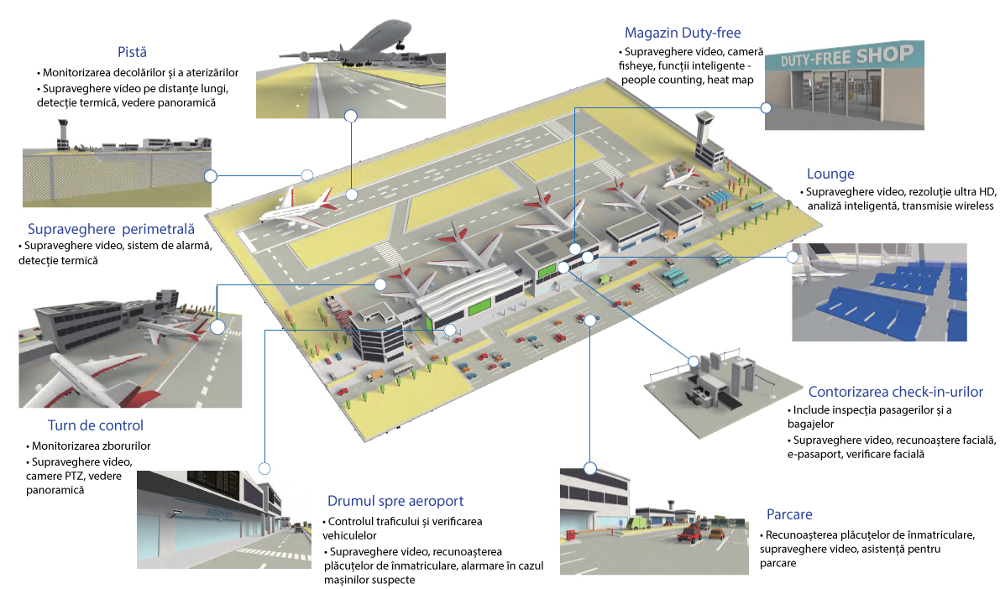 Pistă
• Monitorizarea decolărilor și a aterizărilor
• Supraveghere video pe distanțe lungi,
detecție termică, vedere panoramică
Magazin Duty-free
• Supraveghere video, cameră
fisheye, funcții inteligente -
people counting, heat map
DUTY-FREE SHOP
Supraveghere perimetrală
• Supraveghere video, sistem de alarmă,
detecție termică
Lounge
• Supraveghere video, rezoluție ultra HD,
analiză inteligentă, transmisie wireless
Turn de control
• Monitorizarea zborurilor
• Supraveghere video,
camere PTZ, vedere
panoramică
Contorizarea check-in-urilor
• Include inspecția pasagerilor și a
bagajelor
• Supraveghere video, recunoaștere facială,
e-pasaport, verificare facială
AIRPORT
Drumul spre aeroport
• Controlul traficului și verificarea
vehiculelor
• Supraveghere video, recunoașterea
plăcuțelor de înmatriculare, alarmare în cazul
mașinilor suspecte
Parcare
• Recunoașterea plăcuțelor de înmatriculare,
supraveghere video, asistență pentru
parcare